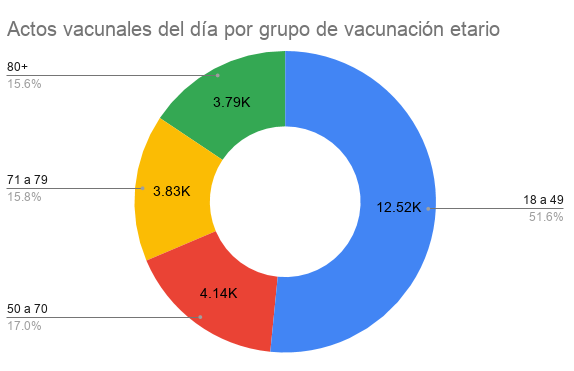 Actos vacunales del día por grupo de vacunación etario
80+
15.6%
3.79K
71 a 79
15.8%
3.83K
18 a 49
51.6%
12.52K
50 a 70
17.0%
4.14K